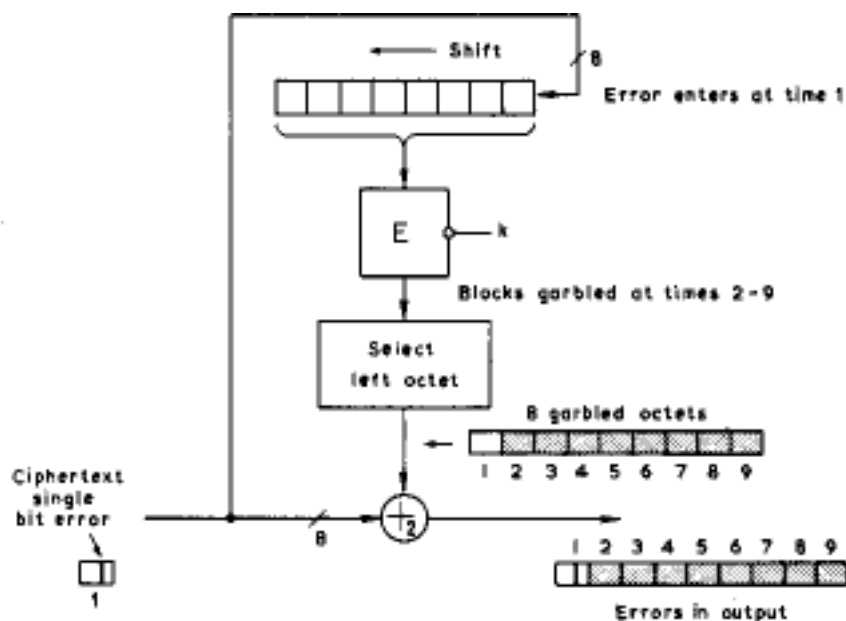 Shift
8
Error enters at time 1
E
k
Blocks garbled at times 2-9
Select
left octet
8 garbled octets
1 2 3 4 5 6 7 8 9
Ciphertext
single
bit error
8
+2
1 2 3 4 5 6 7 8 9
1
Errors in output